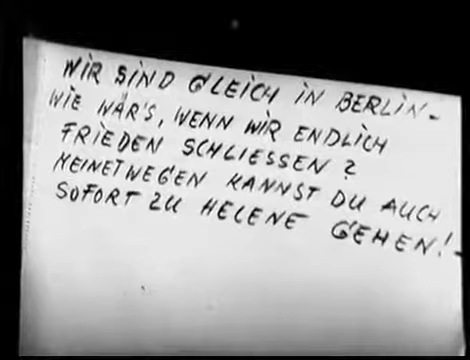 WIR SIND GLEICH IN BERLIN-
WIE WÄR'S, WENN WIR ENDLICH
FRIEDEN SCHLIESSEN?
MEINETWEGEN KANNST DU AUCH
SOFORT ZU HELENE GEHEN!-